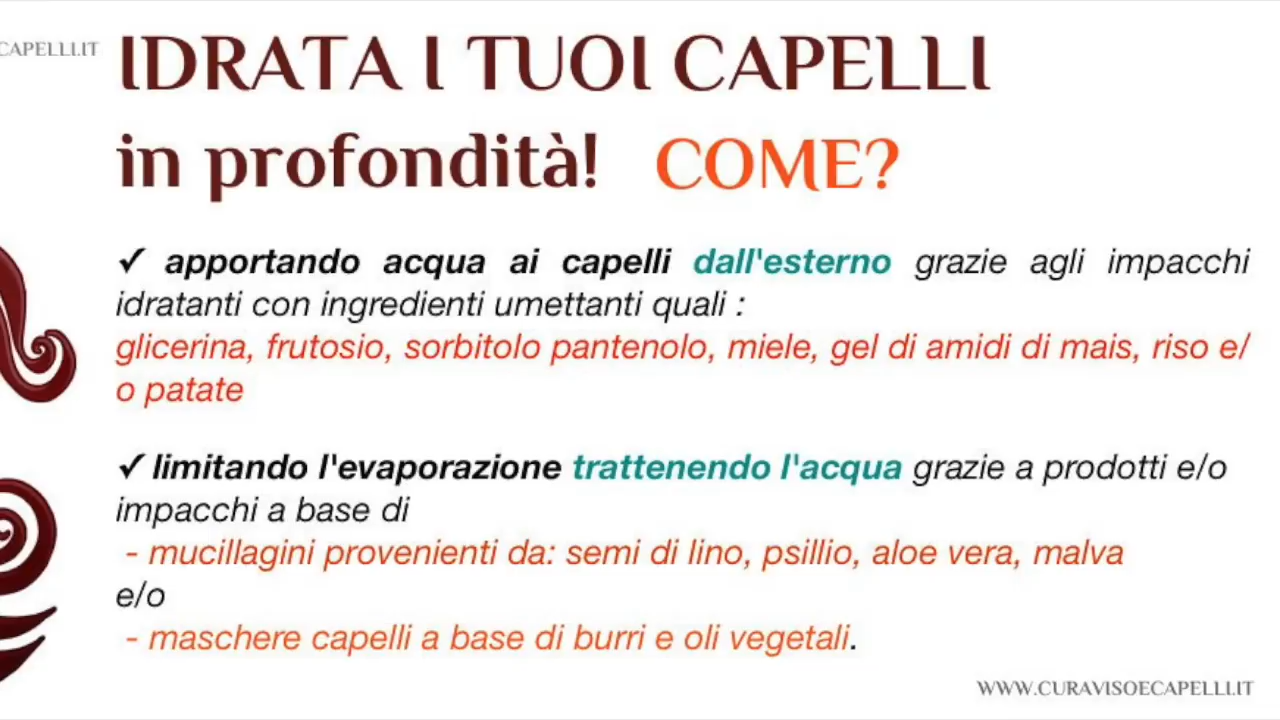 CAPELLI.IT
IDRATA I TUOI CAPELLI
in profondità! COME?
✓ apportando acqua ai capelli dall'esterno grazie agli impacchi
idratanti con ingredienti umettanti quali :
glicerina, frutosio, sorbitolo pantenolo, miele, gel di amidi di mais, riso e/
o patate
✓ limitando l'evaporazione trattenendo l'acqua grazie a prodotti e/o
impacchi a base di
- mucillagini provenienti da: semi di lino, psillio, aloe vera, malva
e/o
- maschere capelli a base di burri e oli vegetali.
WWW.CURAVISOECAPELLI.IT